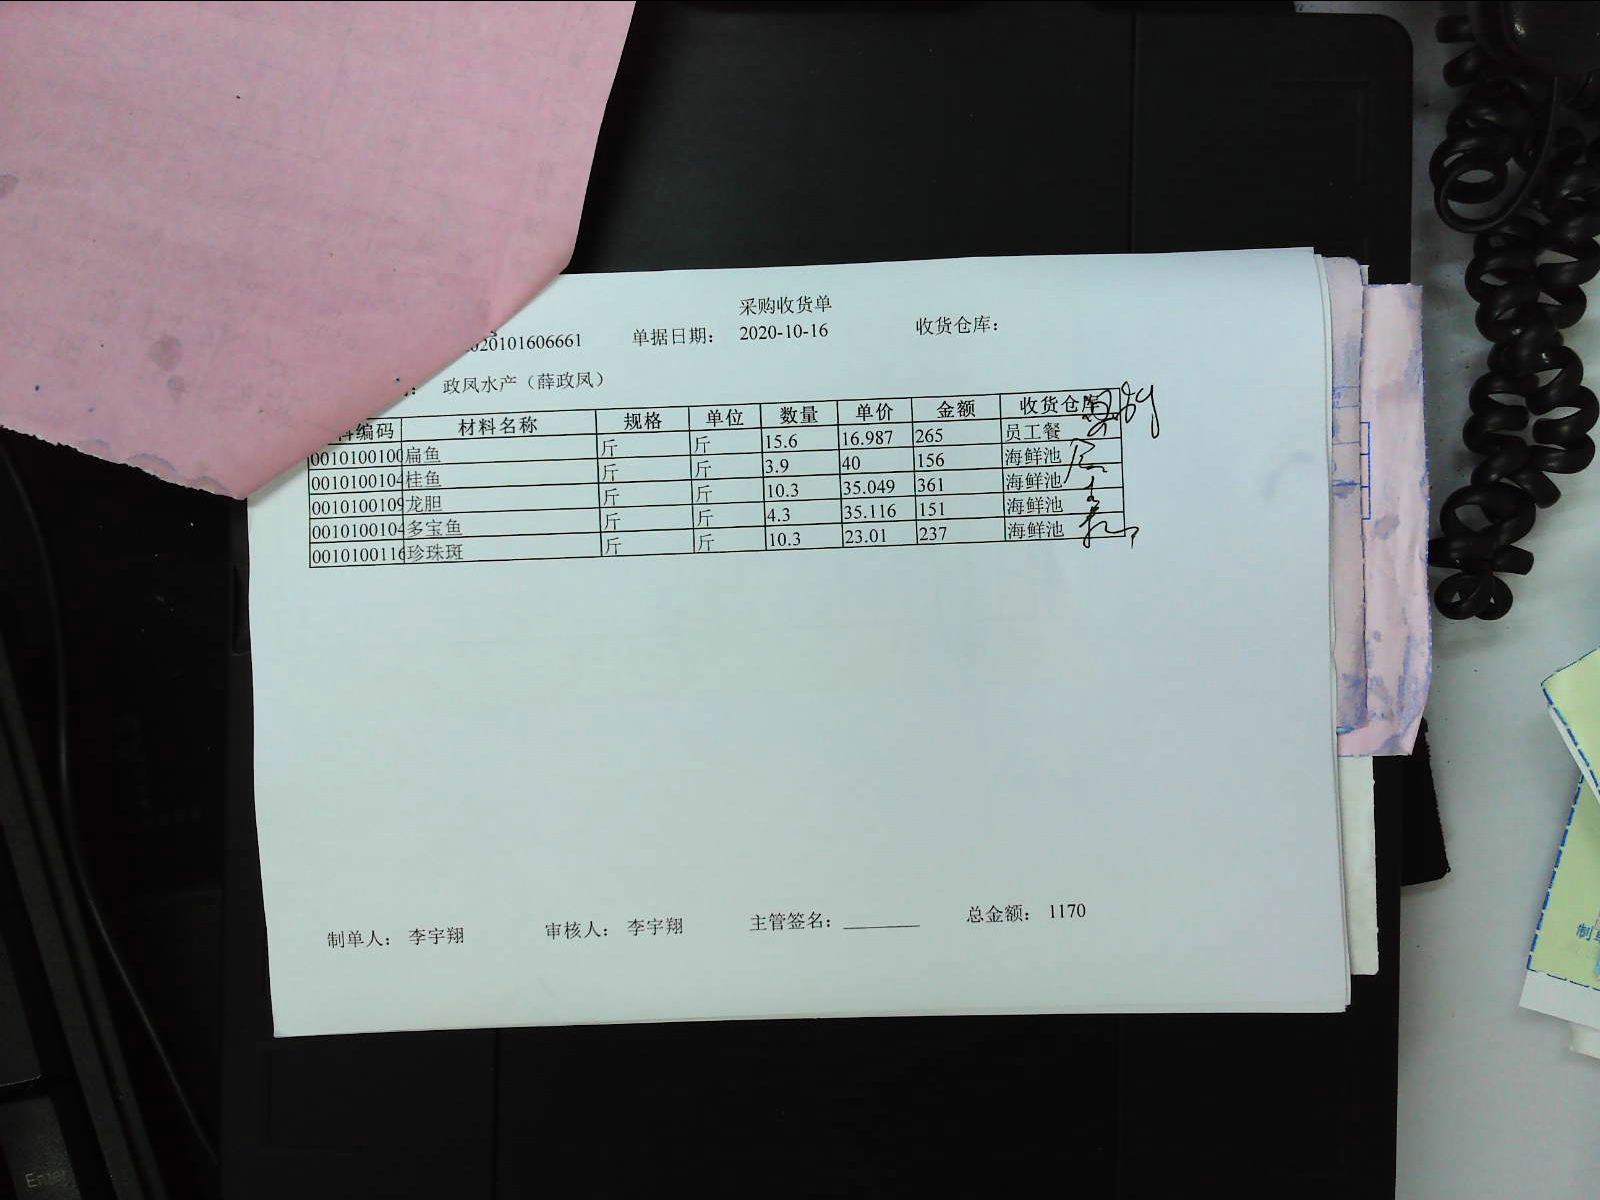 采购收货单
20101606661 单据日期： 2020-10-16 收货仓库：
政凤水产（薛政凤）
编码 材料名称 规格 单位 数量 单价 金额 收货仓库
0010100100 扁鱼 斤 斤 15.6 16.987 265 员工餐
0010100104 桂鱼 斤 斤 3.9 40 156 海鲜池
0010100109 龙胆 斤 斤 10.3 35.049 361 海鲜池
0010100104 多宝鱼 斤 斤 4.3 35.116 151 海鲜池
0010100116 珍珠斑 斤 斤 10.3 23.01 237 海鲜池
制单人： 李宇翔 审核人： 李宇翔 主管签名： 总金额： 1170
Enter